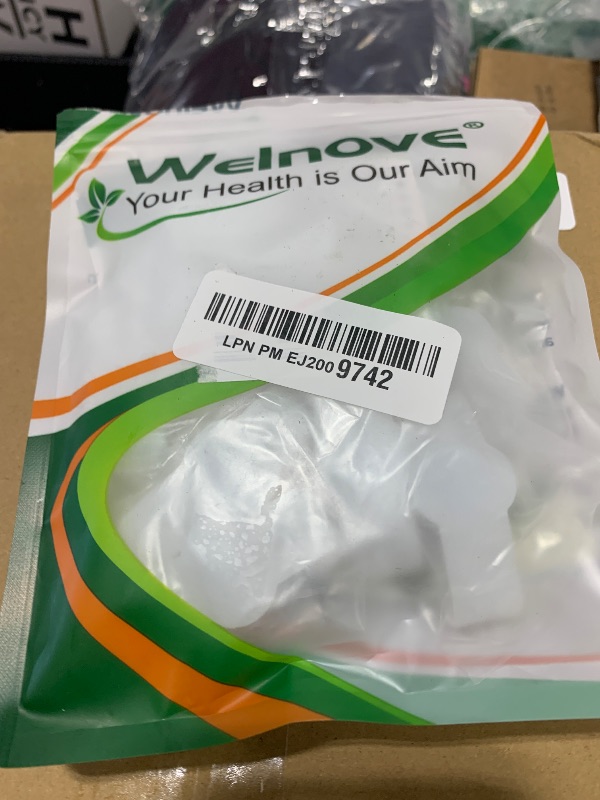 Welnove®
Your Health is Our Aim
LPN PM EJ200 9742